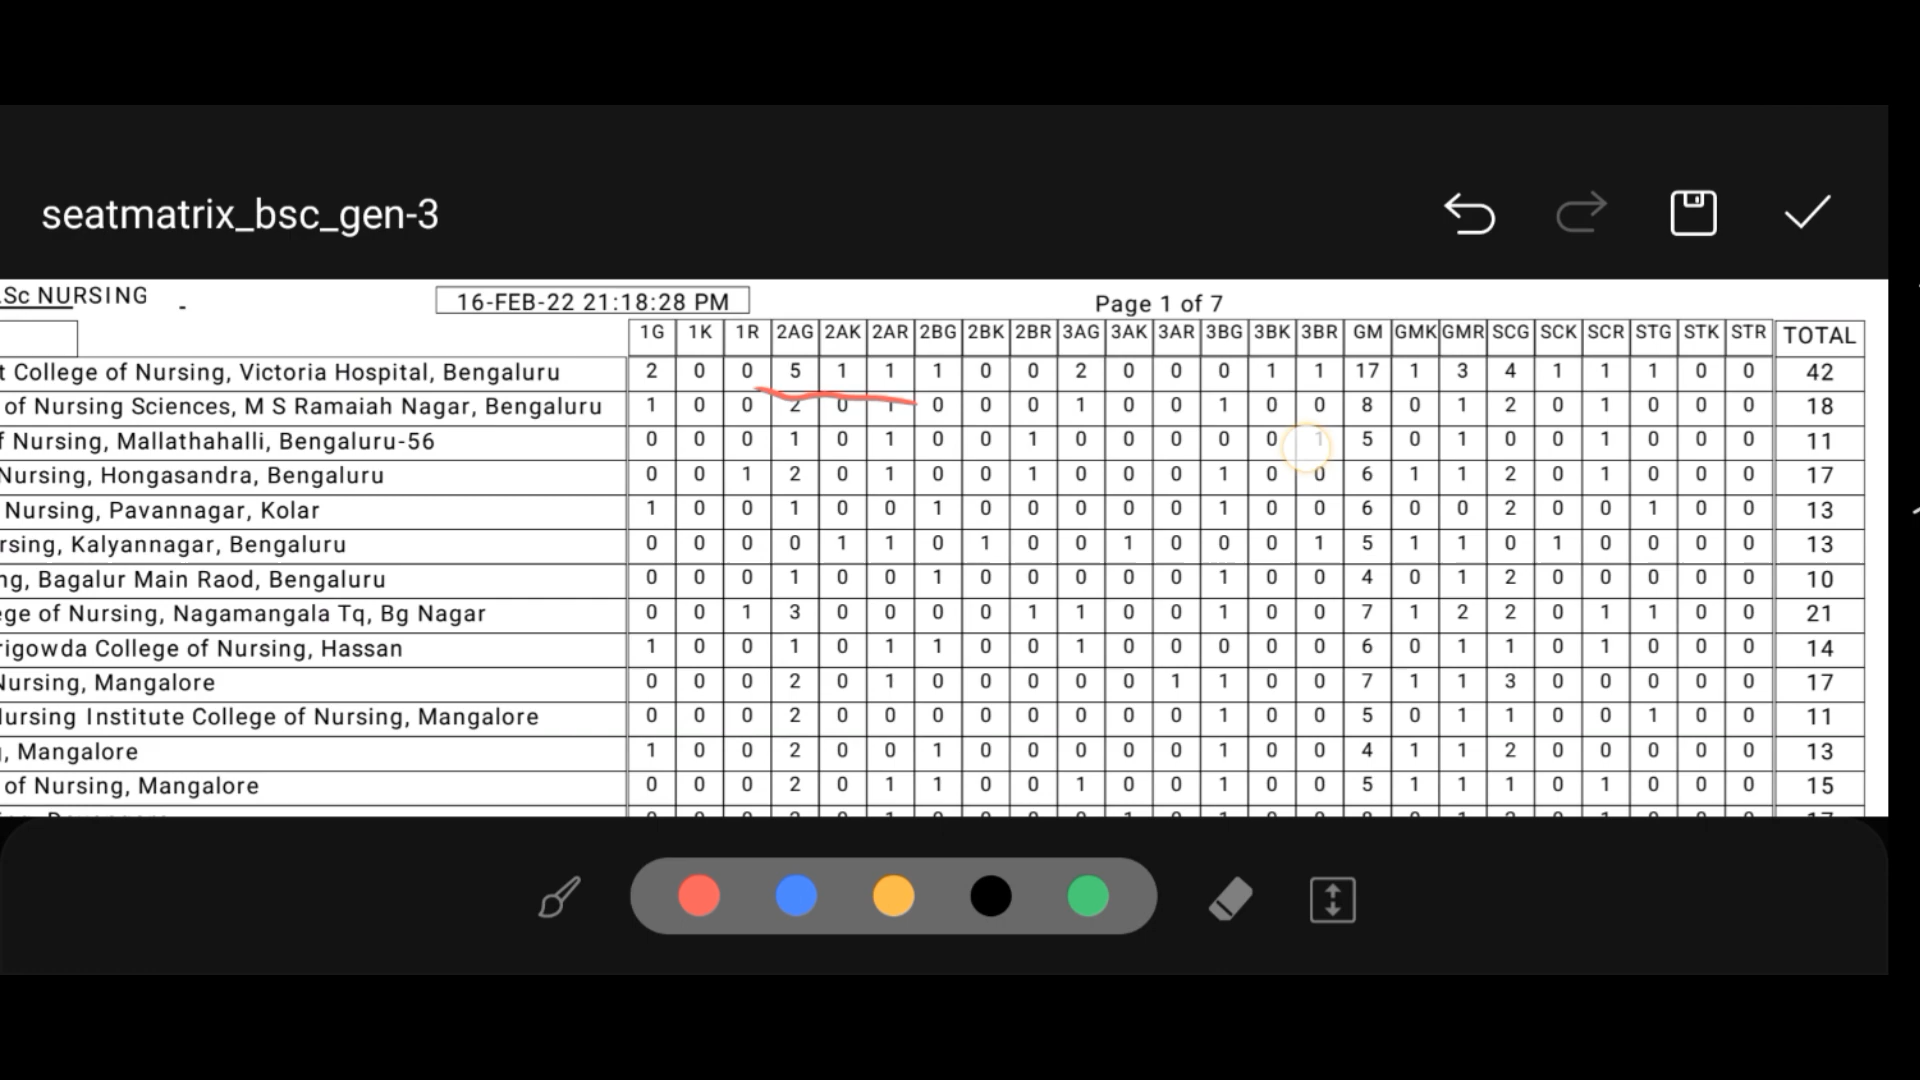 seatmatrix_bsc_gen-3
.Sc NURSING -
16-FEB-22 21:18:28 PM
Page 1 of 7
1G 1K 1R 2AG 2AK 2AR 2BG 2BK 2BR 3AG 3AK 3AR 3BG 3BK 3BR GM GMK GMR SCG SCK SCR STG STK STR TOTAL
t College of Nursing, Victoria Hospital, Bengaluru 2 0 0 5 1 1 1 0 0 2 0 0 0 1 1 17 1 3 4 1 1 1 0 0 42
of Nursing Sciences, M S Ramaiah Nagar, Bengaluru 1 0 0 2 0 1 0 0 0 1 0 0 1 0 0 8 0 1 2 0 1 0 0 0 18
f Nursing, Mallathahalli, Bengaluru-56 0 0 0 1 0 1 0 0 1 0 0 0 0 0 1 5 0 1 0 0 1 0 0 0 11
Nursing, Hongasandra, Bengaluru 0 0 1 2 0 1 0 0 1 0 0 0 1 0 0 6 1 1 2 0 1 0 0 0 17
Nursing, Pavannagar, Kolar 1 0 0 1 0 0 1 0 0 0 0 0 1 0 0 6 0 0 2 0 0 1 0 0 13
rsing, Kalyannagar, Bengaluru 0 0 0 0 1 1 0 1 0 0 1 0 0 0 1 5 1 1 0 1 0 0 0 0 13
ng, Bagalur Main Raod, Bengaluru 0 0 0 1 0 0 1 0 0 0 0 0 1 0 0 4 0 1 2 0 0 0 0 0 10
ege of Nursing, Nagamangala Tq, Bg Nagar 0 0 1 3 0 0 0 0 1 1 0 0 1 0 0 7 1 2 2 0 1 1 0 0 21
rigowda College of Nursing, Hassan 1 0 0 1 0 1 1 0 0 1 0 0 0 0 0 6 0 1 1 0 1 0 0 0 14
Nursing, Mangalore 0 0 0 2 0 1 0 0 0 0 0 1 1 0 0 7 1 1 3 0 0 0 0 0 17
Nursing Institute College of Nursing, Mangalore 0 0 0 2 0 0 0 0 0 0 0 0 1 0 0 5 0 1 1 0 0 1 0 0 11
, Mangalore 1 0 0 2 0 0 1 0 0 0 0 0 1 0 0 4 1 1 2 0 0 0 0 0 13
of Nursing, Mangalore 0 0 0 2 0 1 1 0 0 1 0 0 1 0 0 5 1 1 1 0 1 0 0 0 15